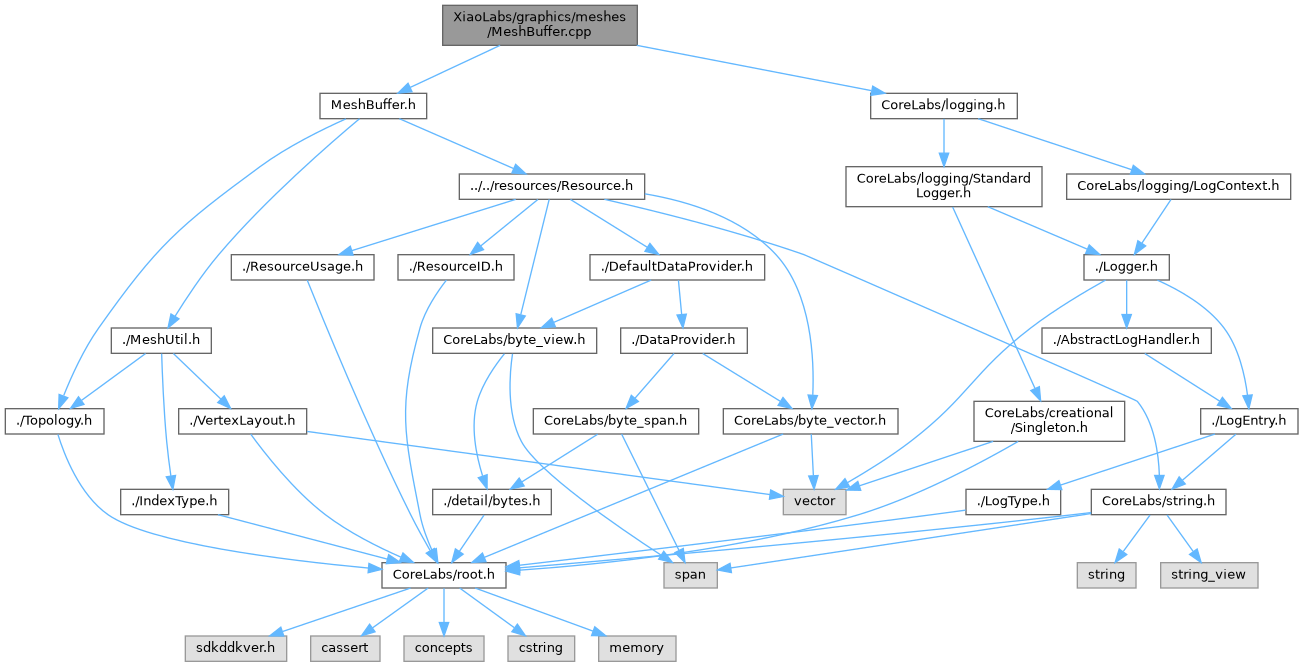 XiaoLabs/graphics/meshes
/MeshBuffer.cpp
MeshBuffer.h
CoreLabs/logging.h
../../resources/Resource.h
CoreLabs/logging/Standard
Logger.h
CoreLabs/logging/LogContext.h
./ResourceUsage.h
./ResourceID.h
./DefaultDataProvider.h
./Logger.h
./MeshUtil.h
CoreLabs/byte_view.h
./DataProvider.h
./AbstractLogHandler.h
./Topology.h
./VertexLayout.h
CoreLabs/byte_span.h
CoreLabs/byte_vector.h
CoreLabs/creational
/Singleton.h
./LogEntry.h
./IndexType.h
./detail/bytes.h
vector
./LogType.h
CoreLabs/string.h
CoreLabs/root.h
span
string
string_view
sdkddkver.h
cassert
concepts
cstring
memory